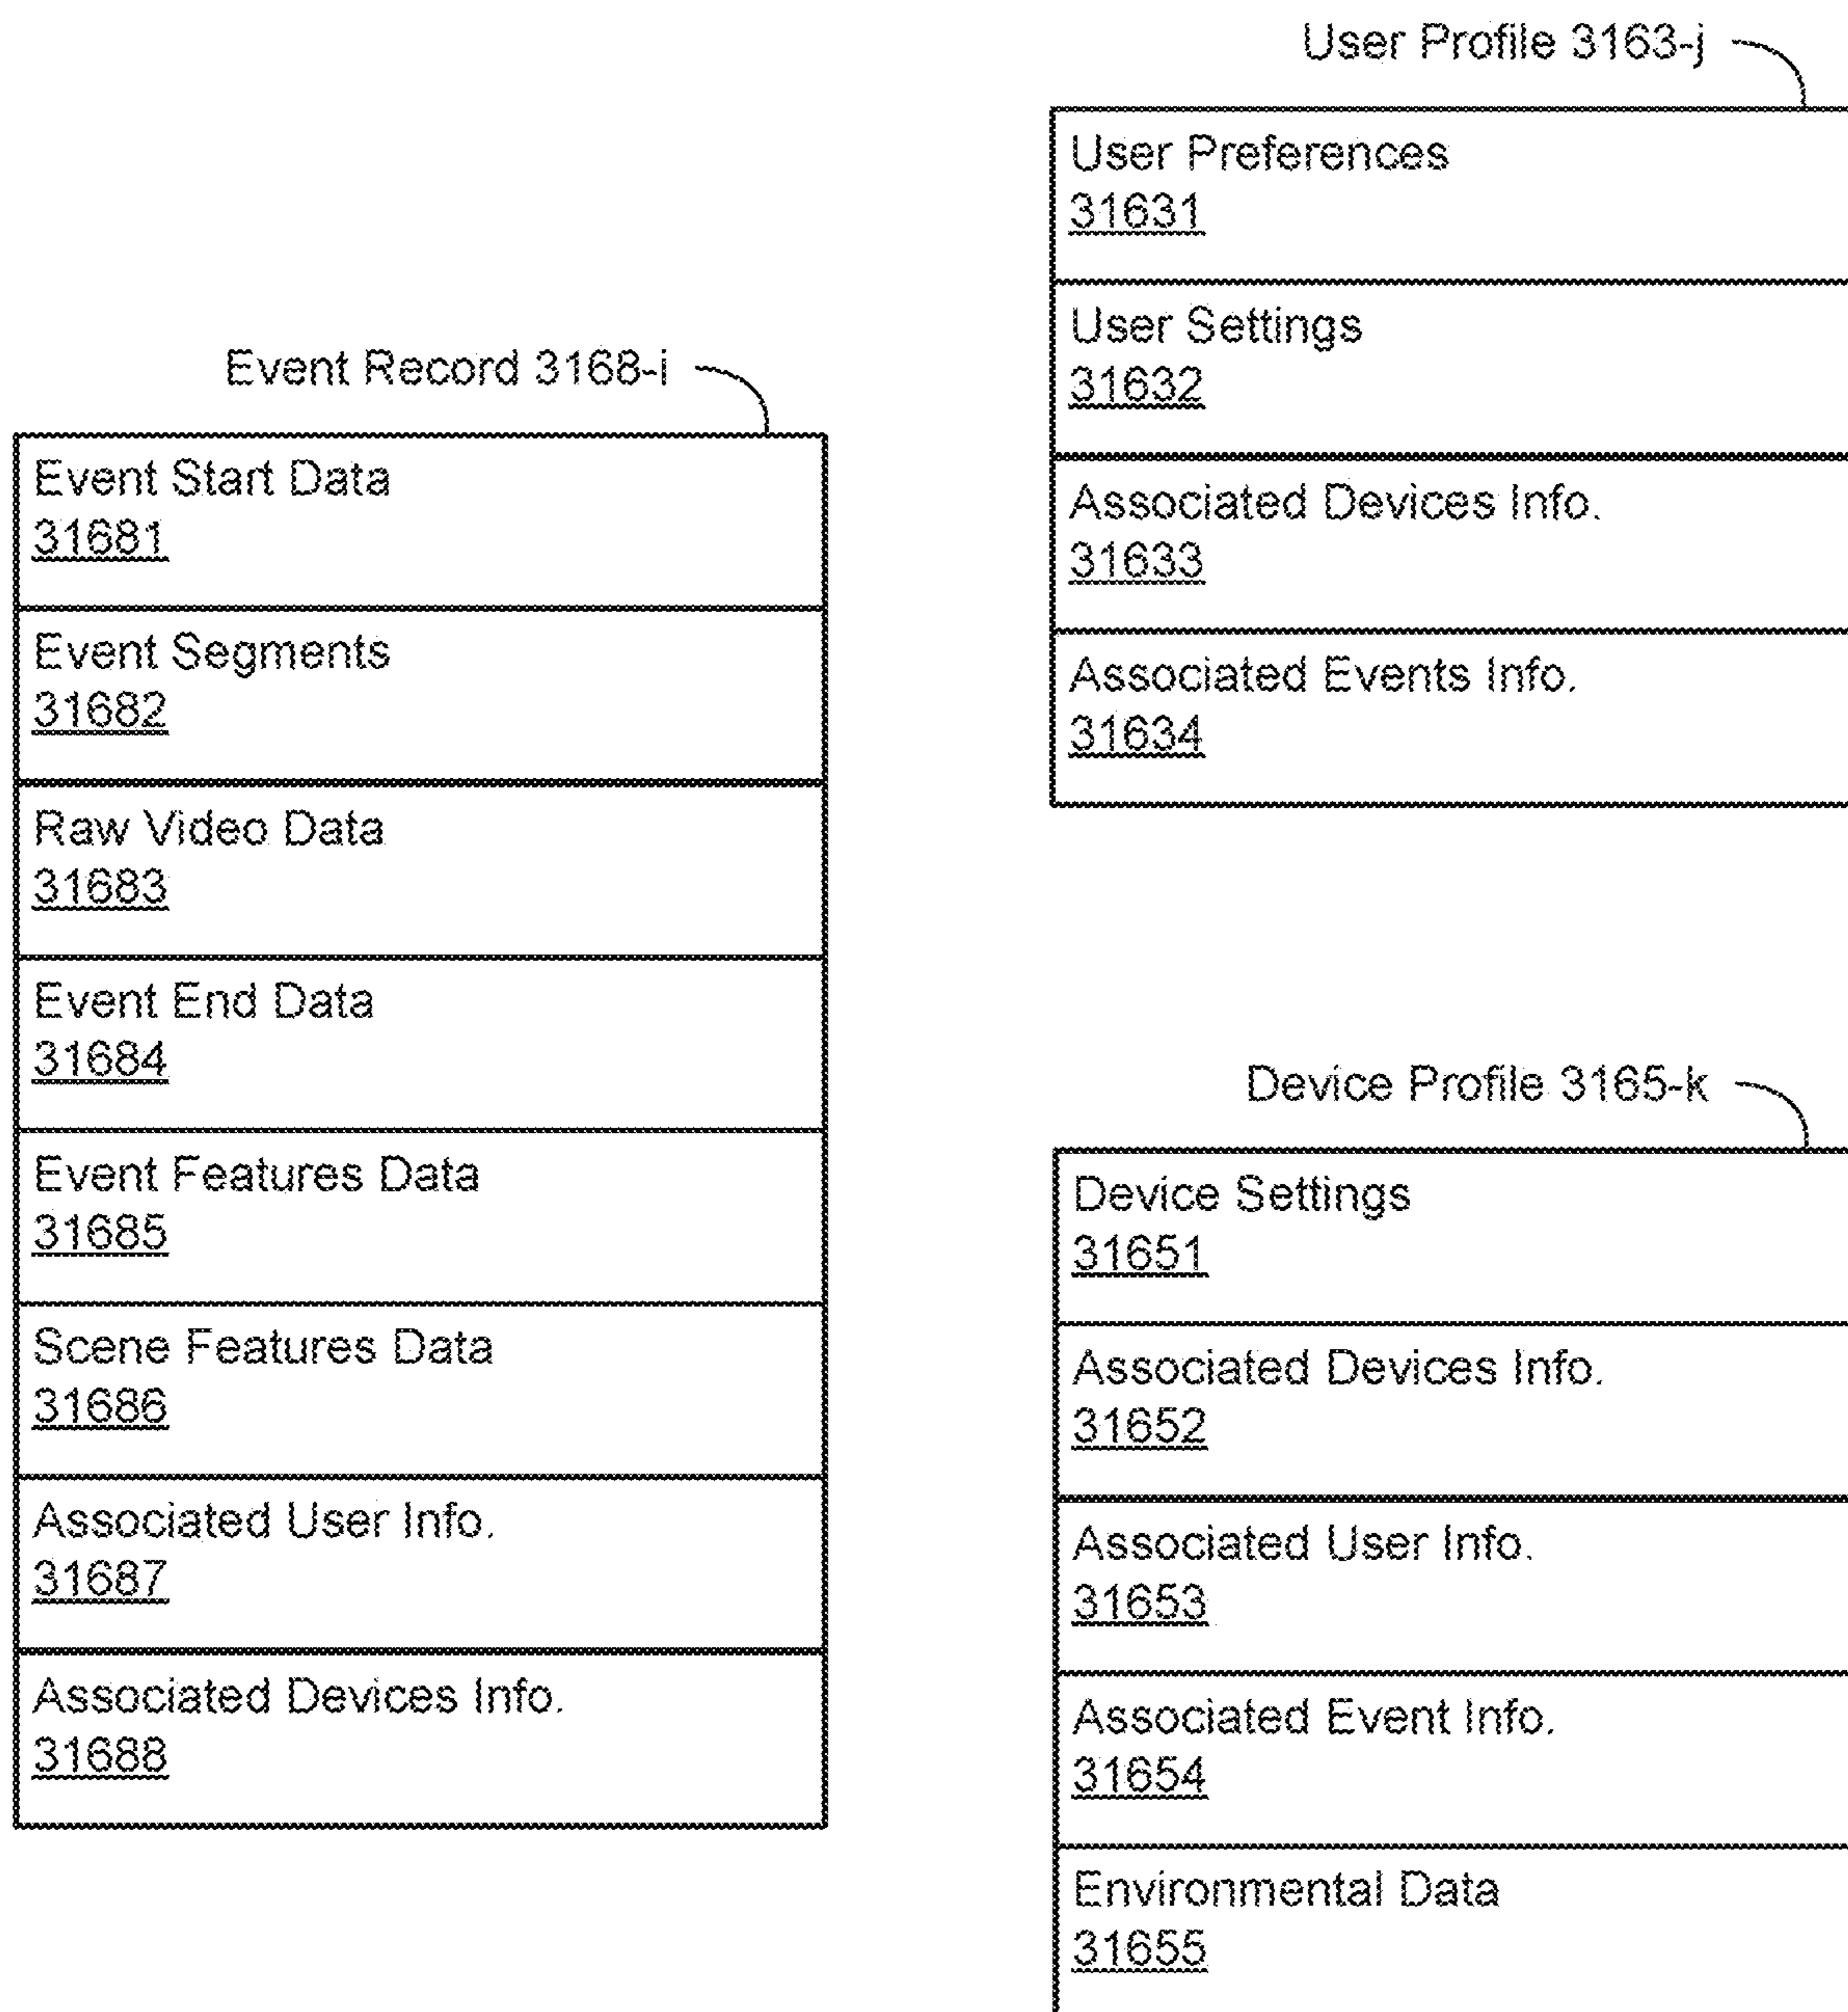 Event Record 3168-i
Event Start Data
31681
Event Segments
31682
Raw Video Data
31683
Event End Data
31684
Event Features Data
31685
Scene Features Data
31686
Associated User Info.
31687
Associated Devices Info.
31688
User Profile 3163-j
User Preferences
31631
User Settings
31632
Associated Devices Info.
31633
Associated Events Info.
31634
Device Profile 3165-k
Device Settings
31651
Associated Devices Info.
31652
Associated User Info.
31653
Associated Event Info.
31654
Environmental Data
31655